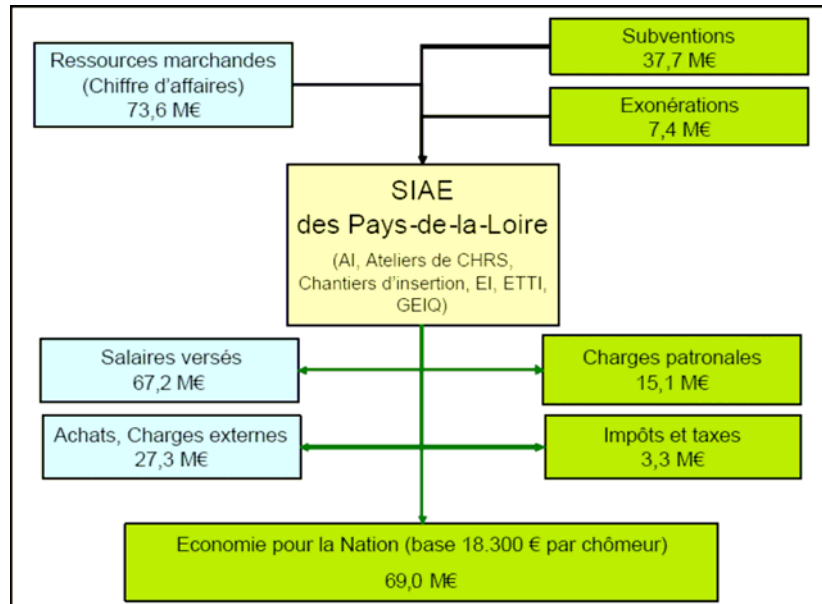 Ressources marchandes
(Chiffre d'affaires)
73,6 M€
Subventions
37,7 M€
Exonérations
7,4 M€
SIAE
des Pays-de-la-Loire
(AI, Ateliers de CHRS,
Chantiers d'insertion, EI, ETTI,
GEIQ)
Salaires versés
67,2 M€
Charges patronales
15,1 M€
Achats, Charges externes
27,3 M€
Impôts et taxes
3,3 M€
Economie pour la Nation (base 18.300 € par chômeur)
69,0 M€